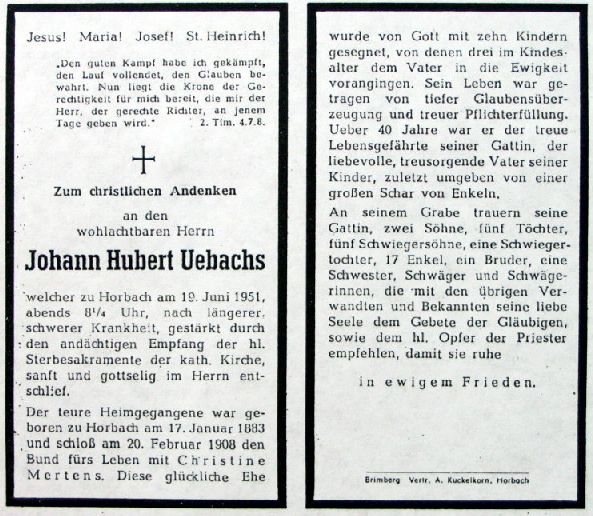 Jesus! Maria! Josef! St. Heinrich!
„Den guten Kampf habe ich gekämpft,
den Lauf vollendet, den Glauben be-
wahrt. Nun liegt die Krone der Ge-
rechtigkeit für mich bereit, die mir der
Herr, der gerechte Richter, an jenem
Tage geben wird." 2. Tim. 4.7.8.
Zum christlichen Andenken
an den
wohlachtbaren Herrn
Johann Hubert Uebachs
welcher zu Horbach am 19. Juni 1951,
abends 8¼ Uhr, nach längerer,
schwerer Krankheit, gestärkt durch
den andächtigen Empfang der hl.
Sterbesakramente der kath. Kirche,
sanft und gottselig im Herrn ent-
schlief.
Der teure Heimgegangene war ge-
boren zu Horbach am 17. Januar 1883
und schloß am 20. Februar 1908 den
Bund fürs Leben mit Christine
Mertens. Diese glückliche Ehe
wurde von Gott mit zehn Kindern
gesegnet, von denen drei im Kindes-
alter dem Vater in die Ewigkeit
vorangingen. Sein Leben war ge-
tragen von tiefer Glaubensüber-
zeugung und treuer Pflichterfüllung.
Ueber 40 Jahre war er der treue
Lebensgefährte seiner Gattin, der
liebevolle, treusorgende Vater seiner
Kinder, zuletzt umgeben von einer
großen Schar von Enkeln.
An seinem Grabe trauern seine
Gattin, zwei Söhne, fünf Töchter,
fünf Schwiegersöhne, eine Schwieger-
tochter, 17 Enkel, ein Bruder, eine
Schwester, Schwäger und Schwäge-
rinnen, die mit den übrigen Ver-
wandten und Bekannten seine liebe
Seele dem Gebete der Gläubigen,
sowie dem hl. Opfer der Priester
empfehlen, damit sie ruhe
in ewigem Frieden.
Brimberg Vertr. A. Kuckelkorn, Horbach